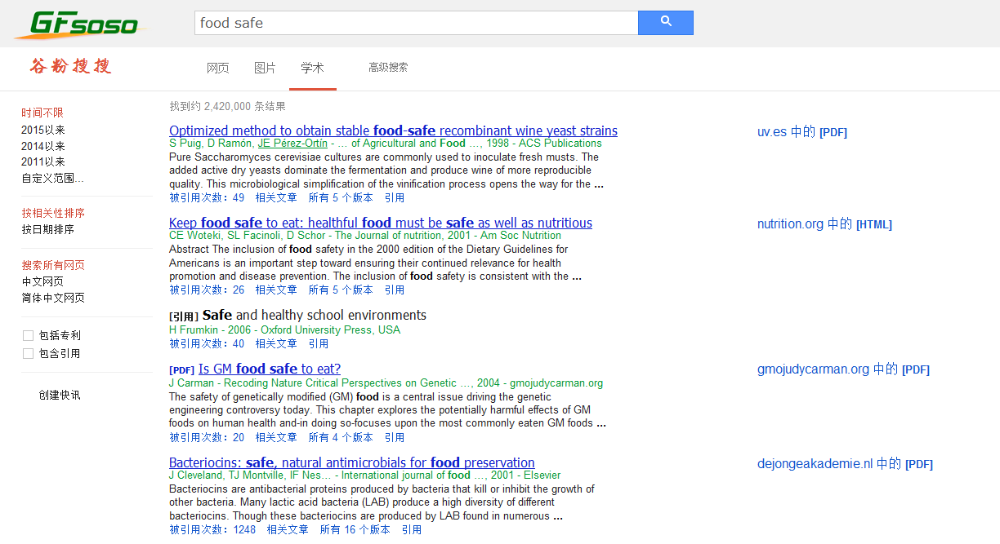 GFsoso
food safe
谷粉搜搜
网页 图片 学术 高级搜索
找到约 2,420,000 条结果
时间不限
2015以来
2014以来
2011以来
自定义范围...
按相关性排序
按日期排序
搜索所有网页
中文网页
简体中文网页
包括专利
包含引用
创建快讯
Optimized method to obtain stable food-safe recombinant wine yeast strains
uv.es 中的 [PDF]
S Puig, D Ramón, JE Pérez-Ortín - … of Agricultural and Food …, 1998 - ACS Publications
Pure Saccharomyces cerevisiae cultures are commonly used to inoculate fresh musts. The
added active dry yeasts dominate the fermentation and produce wine of more reproducible
quality. This microbiological simplification of the vinification process opens the way for the ...
被引用次数：49 相关文章 所有 5 个版本 引用
Keep food safe to eat: healthful food must be safe as well as nutritious
nutrition.org 中的 [HTML]
CE Woteki, SL Facinoli, D Schor - The Journal of nutrition, 2001 - Am Soc Nutrition
Abstract The inclusion of food safety in the 2000 edition of the Dietary Guidelines for
Americans is an important step toward ensuring their continued relevance for health
promotion and disease prevention. The inclusion of food safety is consistent with the ...
被引用次数：26 相关文章 所有 5 个版本 引用
[引用] Safe and healthy school environments
H Frumkin - 2006 - Oxford University Press, USA
被引用次数：40 相关文章 引用
[PDF] Is GM food safe to eat?
gmojudycarman.org 中的 [PDF]
J Carman - Recoding Nature Critical Perspectives on Genetic …, 2004 - gmojudycarman.org
The safety of genetically modified (GM) food is a central issue driving the genetic
engineering controversy today. This chapter explores the potentially harmful effects of GM
foods on human health and-in doing so-focuses upon the most commonly eaten GM foods ...
被引用次数：20 相关文章 所有 4 个版本 引用
Bacteriocins: safe, natural antimicrobials for food preservation
dejongeakademie.nl 中的 [PDF]
J Cleveland, TJ Montville, IF Nes… - International journal of food …, 2001 - Elsevier
Bacteriocins are antibacterial proteins produced by bacteria that kill or inhibit the growth of
other bacteria. Many lactic acid bacteria (LAB) produce a high diversity of different
bacteriocins. Though these bacteriocins are produced by LAB found in numerous ...
被引用次数：1248 相关文章 所有 16 个版本 引用